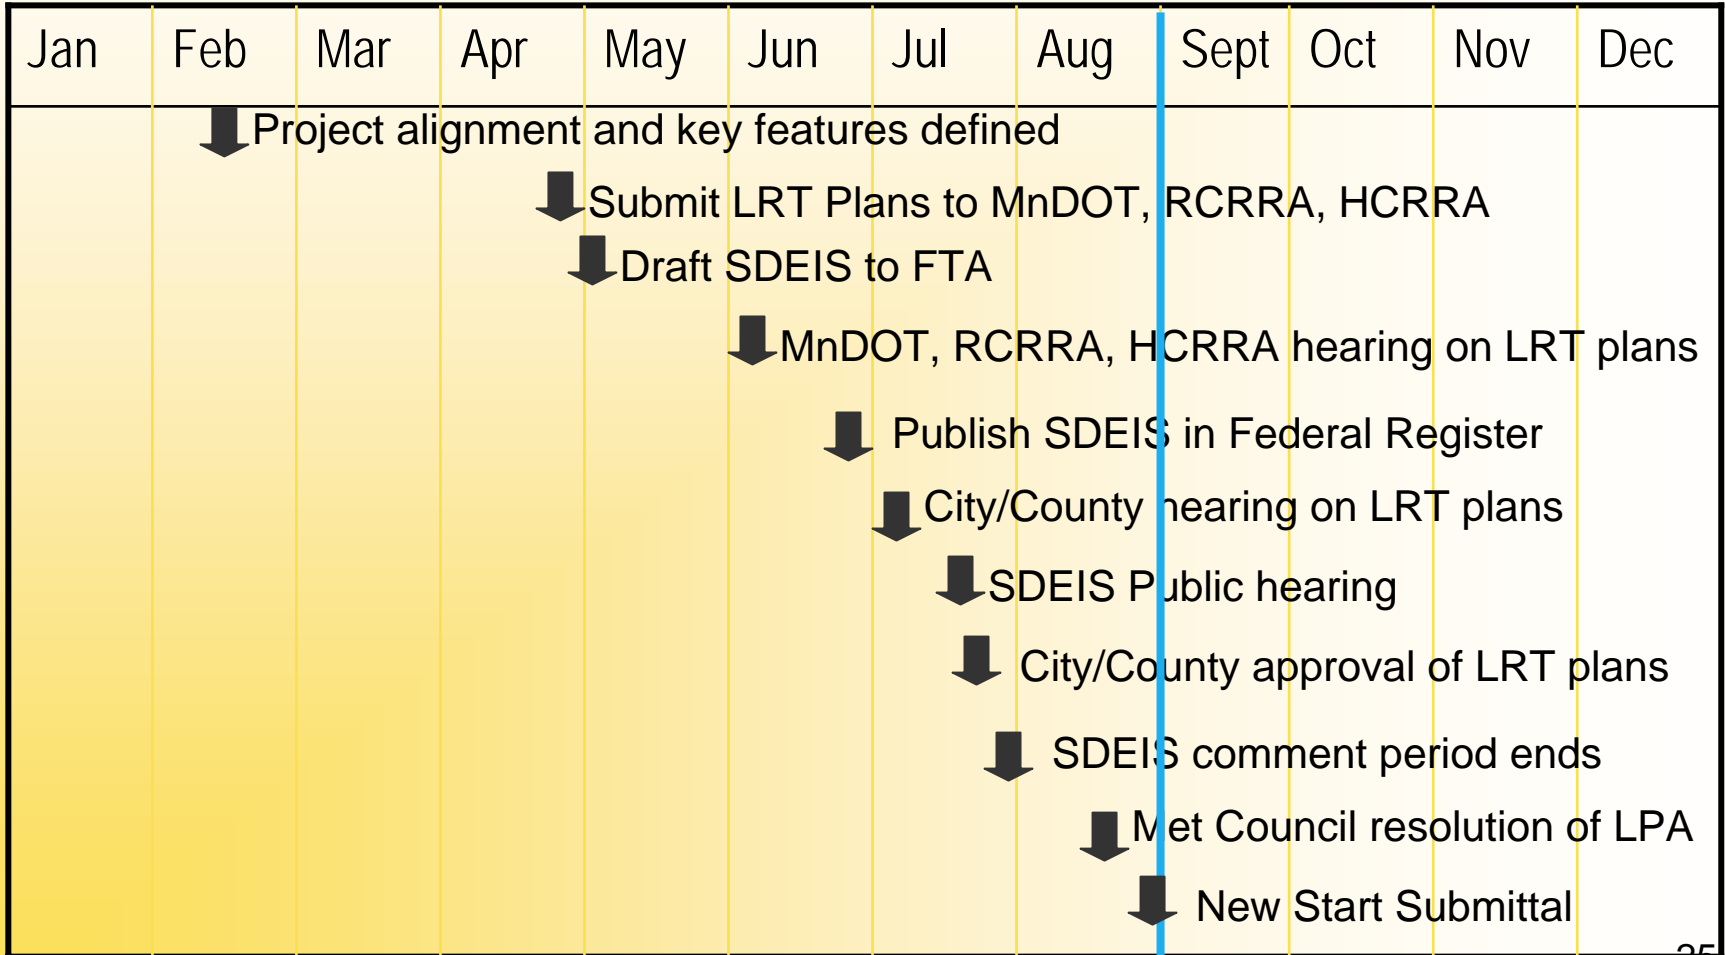 Jan Feb Mar Apr May Jun Jul Aug Sept Oct Nov Dec
Project alignment and key features defined
Submit LRT Plans to MnDOT, RCRRA, HCRRA
Draft SDEIS to FTA
MnDOT, RCRRA, HCRRA hearing on LRT plans
Publish SDEIS in Federal Register
City/County hearing on LRT plans
SDEIS Public hearing
City/County approval of LRT plans
SDEIS comment period ends
Met Council resolution of LPA
New Start Submittal